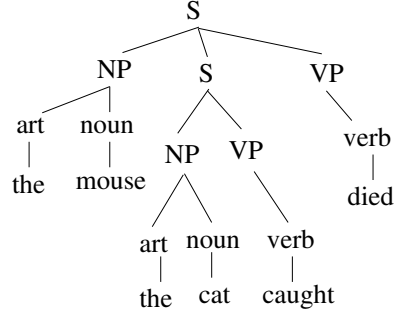 S
NP S VP
art noun verb
the mouse NP VP died
art noun verb
the cat caught